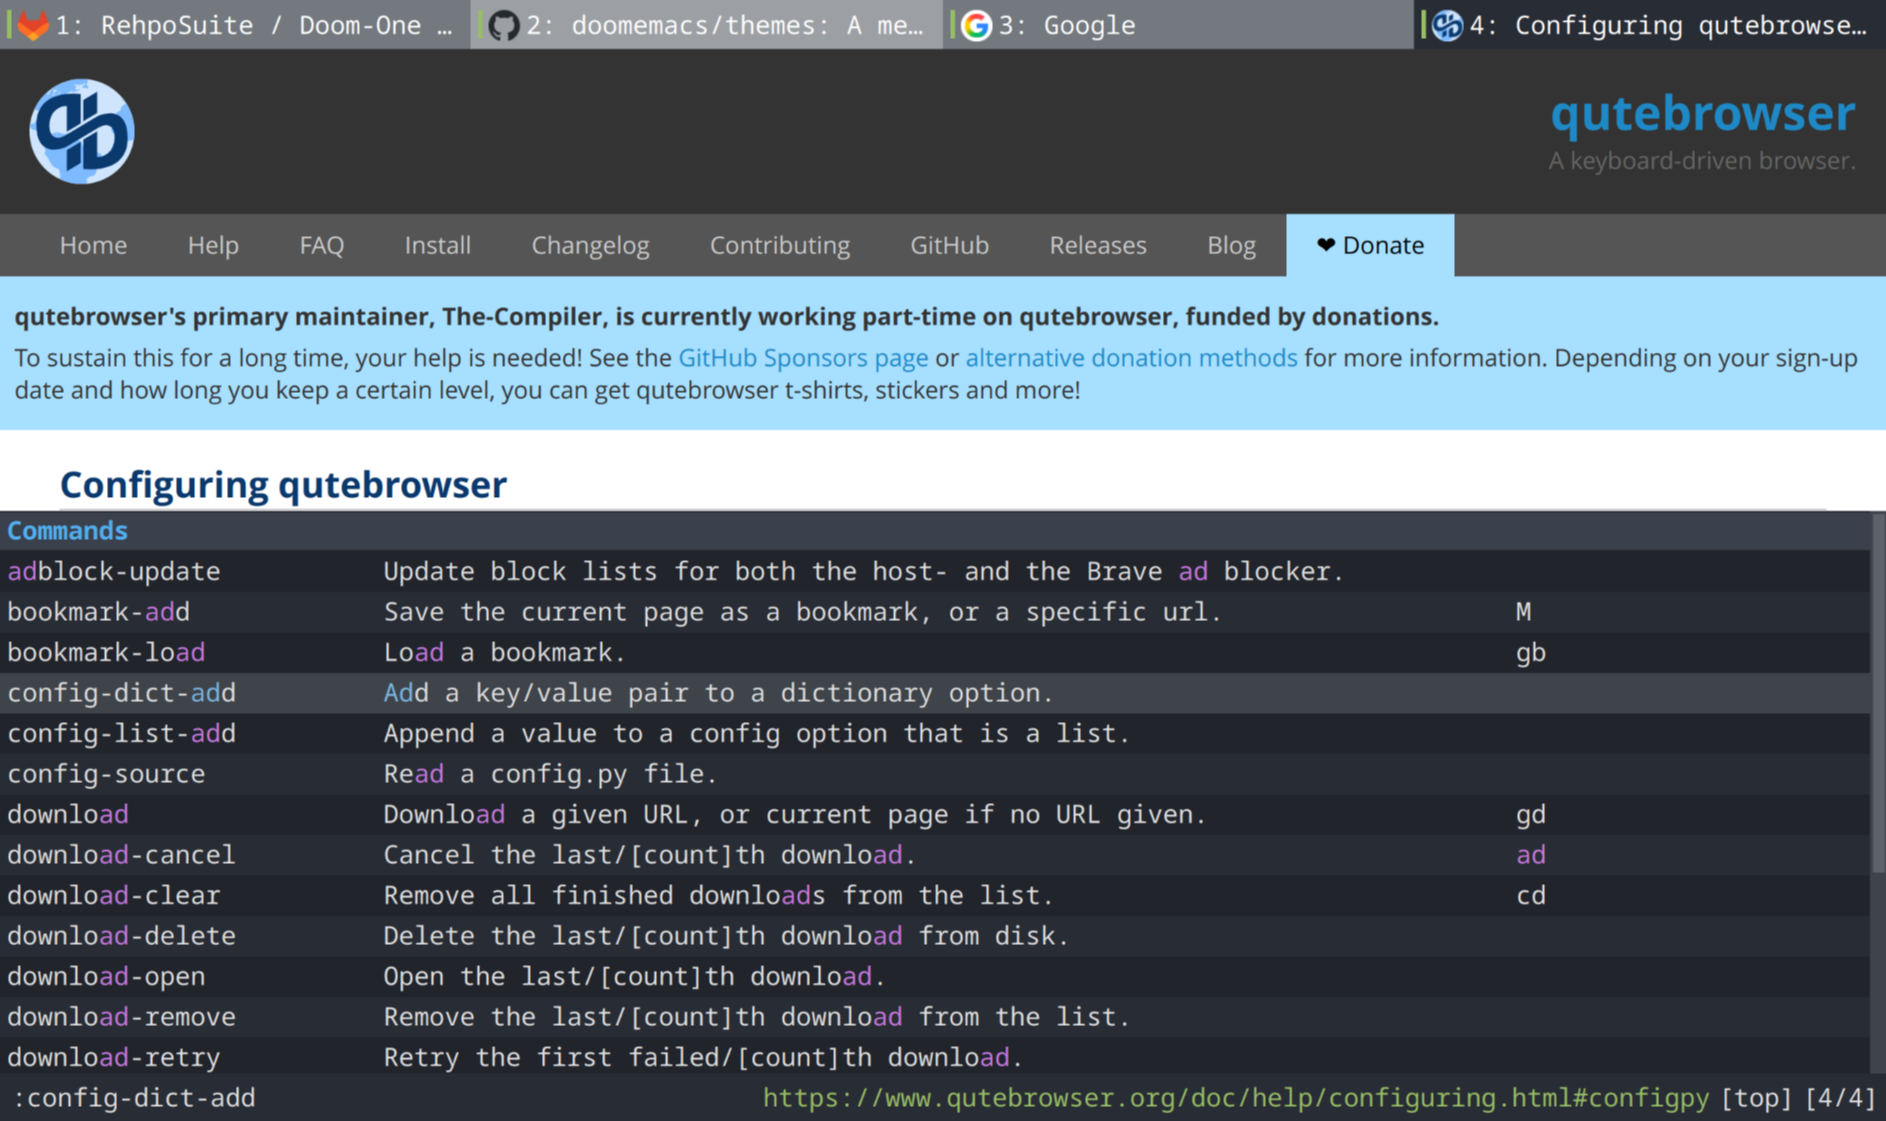 1: RehpoSuite / Doom-One …
2: doomemacs/themes: A me…
3: Google
4: Configuring qutebrowse…
qutebrowser
A keyboard-driven browser.
Home Help FAQ Install Changelog Contributing GitHub Releases Blog ❤ Donate
qutebrowser's primary maintainer, The-Compiler, is currently working part-time on qutebrowser, funded by donations.
To sustain this for a long time, your help is needed! See the GitHub Sponsors page or alternative donation methods for more information. Depending on your sign-up
date and how long you keep a certain level, you can get qutebrowser t-shirts, stickers and more!
Configuring qutebrowser
Commands
adblock-update Update block lists for both the host- and the Brave ad blocker.
bookmark-add Save the current page as a bookmark, or a specific url. M
bookmark-load Load a bookmark. gb
config-dict-add Add a key/value pair to a dictionary option.
config-list-add Append a value to a config option that is a list.
config-source Read a config.py file.
download Download a given URL, or current page if no URL given. gd
download-cancel Cancel the last/[count]th download. ad
download-clear Remove all finished downloads from the list. cd
download-delete Delete the last/[count]th download from disk.
download-open Open the last/[count]th download.
download-remove Remove the last/[count]th download from the list.
download-retry Retry the first failed/[count]th download.
:config-dict-add https://www.qutebrowser.org/doc/help/configuring.html#configpy [top] [4/4]